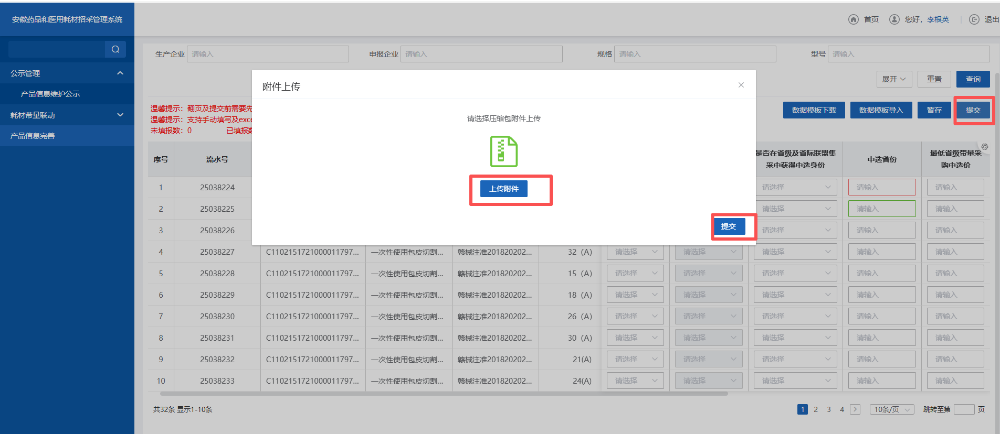 安徽药品和医用耗材招采管理系统
首页 您好，李根英 退出
公示管理
产品信息维护公示
耗材带量联动
产品信息完善
生产企业 请输入 申报企业 请输入 规格 请输入 型号 请输入
展开 重置 查询
温馨提示：翻页及提交前需要先
温馨提示：支持手动填写及exce
未填报数：0 已填报数
数据模板下载 数据模板导入 暂存 提交
附件上传
请选择压缩包附件上传
上传附件
提交
序号 流水号 是否在省级及省际联盟集采中获得中选身份 中选省份 最低省级带量采购中选价
1 25038224 请选择 请输入 请输入
2 25038225 请选择 请输入 请输入
3 25038226 请选择 请输入 请输入
4 25038227 C1102151721000011797... 一次性使用包皮切割... 赣械注准201820202... 32（A） 请选择 请选择 请选择 请输入 请输入
5 25038228 C1102151721000011797... 一次性使用包皮切割... 赣械注准201820202... 15（A） 请选择 请选择 请选择 请输入 请输入
6 25038229 C1102151721000011797... 一次性使用包皮切割... 赣械注准201820202... 18（A） 请选择 请选择 请选择 请输入 请输入
7 25038230 C1102151721000011797... 一次性使用包皮切割... 赣械注准201820202... 26（A） 请选择 请选择 请选择 请输入 请输入
8 25038231 C1102151721000011797... 一次性使用包皮切割... 赣械注准201820202... 30（A） 请选择 请选择 请选择 请输入 请输入
9 25038232 C1102151721000011797... 一次性使用包皮切割... 赣械注准201820202... 21(A) 请选择 请选择 请选择 请输入 请输入
10 25038233 C1102151721000011797... 一次性使用包皮切割... 赣械注准201820202... 24(A) 请选择 请选择 请选择 请输入 请输入
共32条 显示1-10条
1 2 3 4 10条/页 跳转至第 页